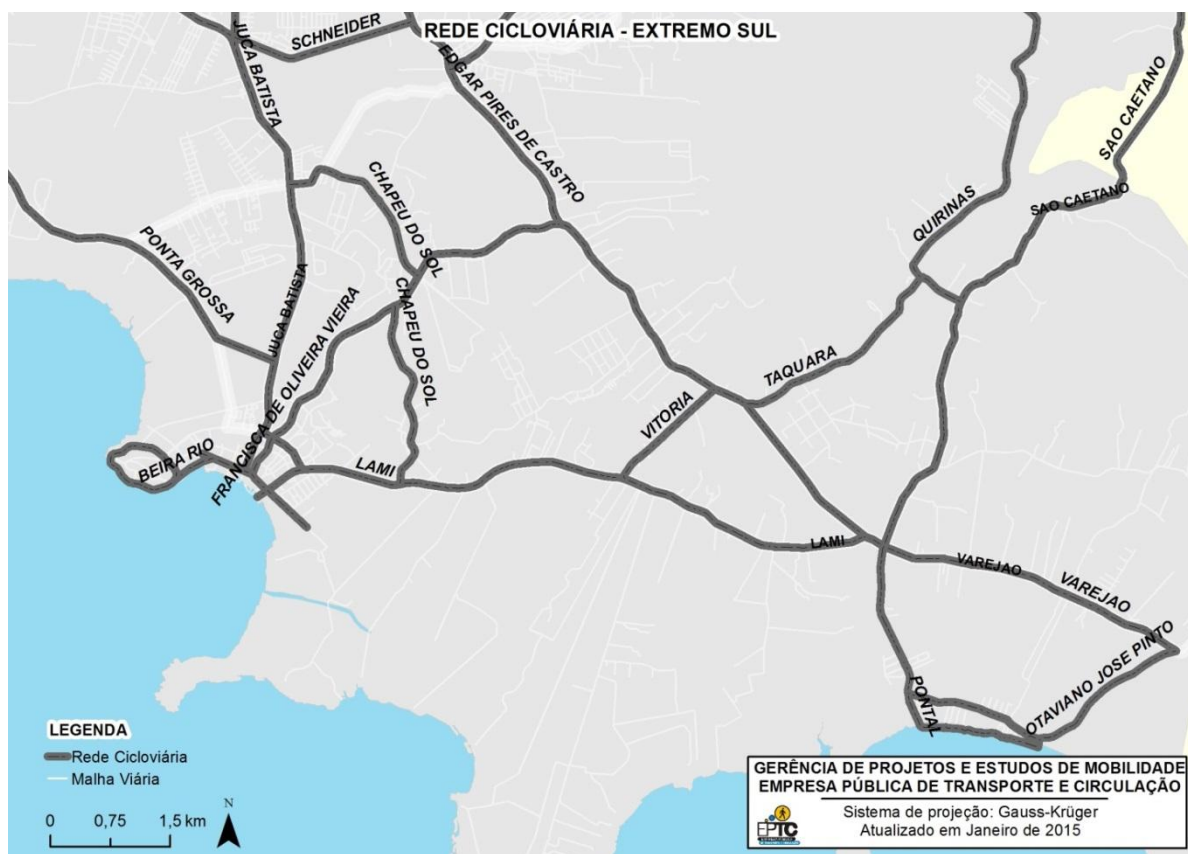 REDE CICLOVIÁRIA - EXTREMO SUL
SCHNEIDER
JUCA BATISTA
EDGAR PIRES DE CASTRO
SAO CAETANO
SAO CAETANO
CHAPEU DO SOL
QUIRINAS
PONTA GROSSA
JUCA BATISTA
CHAPEU DO SOL
FRANCISCA DE OLIVEIRA VIEIRA
TAQUARA
VITORIA
BEIRA RIO
LAMI
LAMI
VAREJAO
VAREJAO
OTAVIANO JOSE PINTO
PONTAL
LEGENDA
Rede Cicloviária
Malha Viária
N
0 0,75 1,5 km
GERÊNCIA DE PROJETOS E ESTUDOS DE MOBILIDADE
EMPRESA PÚBLICA DE TRANSPORTE E CIRCULAÇÃO
EPTC
Sistema de projeção: Gauss-Krüger
Atualizado em Janeiro de 2015